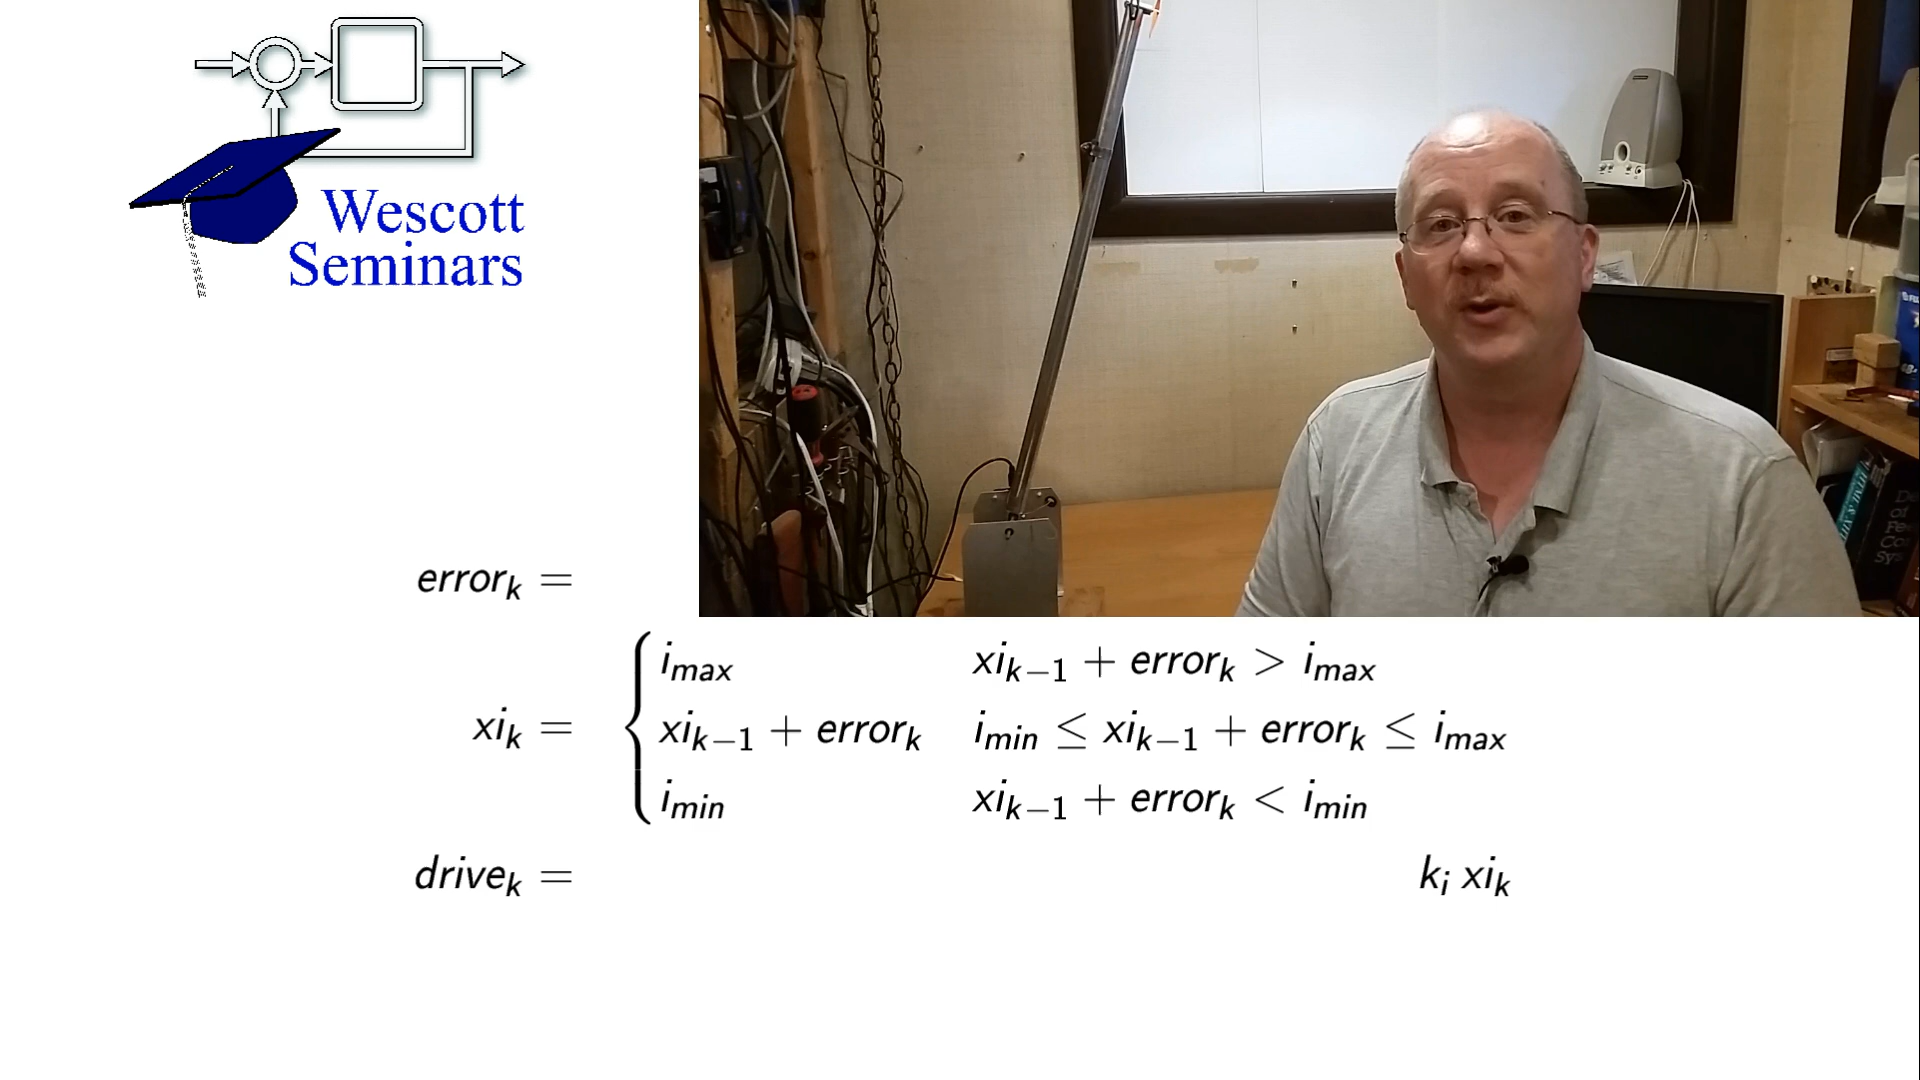 Wescott
Seminars
error_k =
xi_k = { i_max xi_{k−1} + error_k > i_max
xi_{k−1} + error_k i_min ≤ xi_{k−1} + error_k ≤ i_max
i_min xi_{k−1} + error_k < i_min
drive_k = k_i xi_k